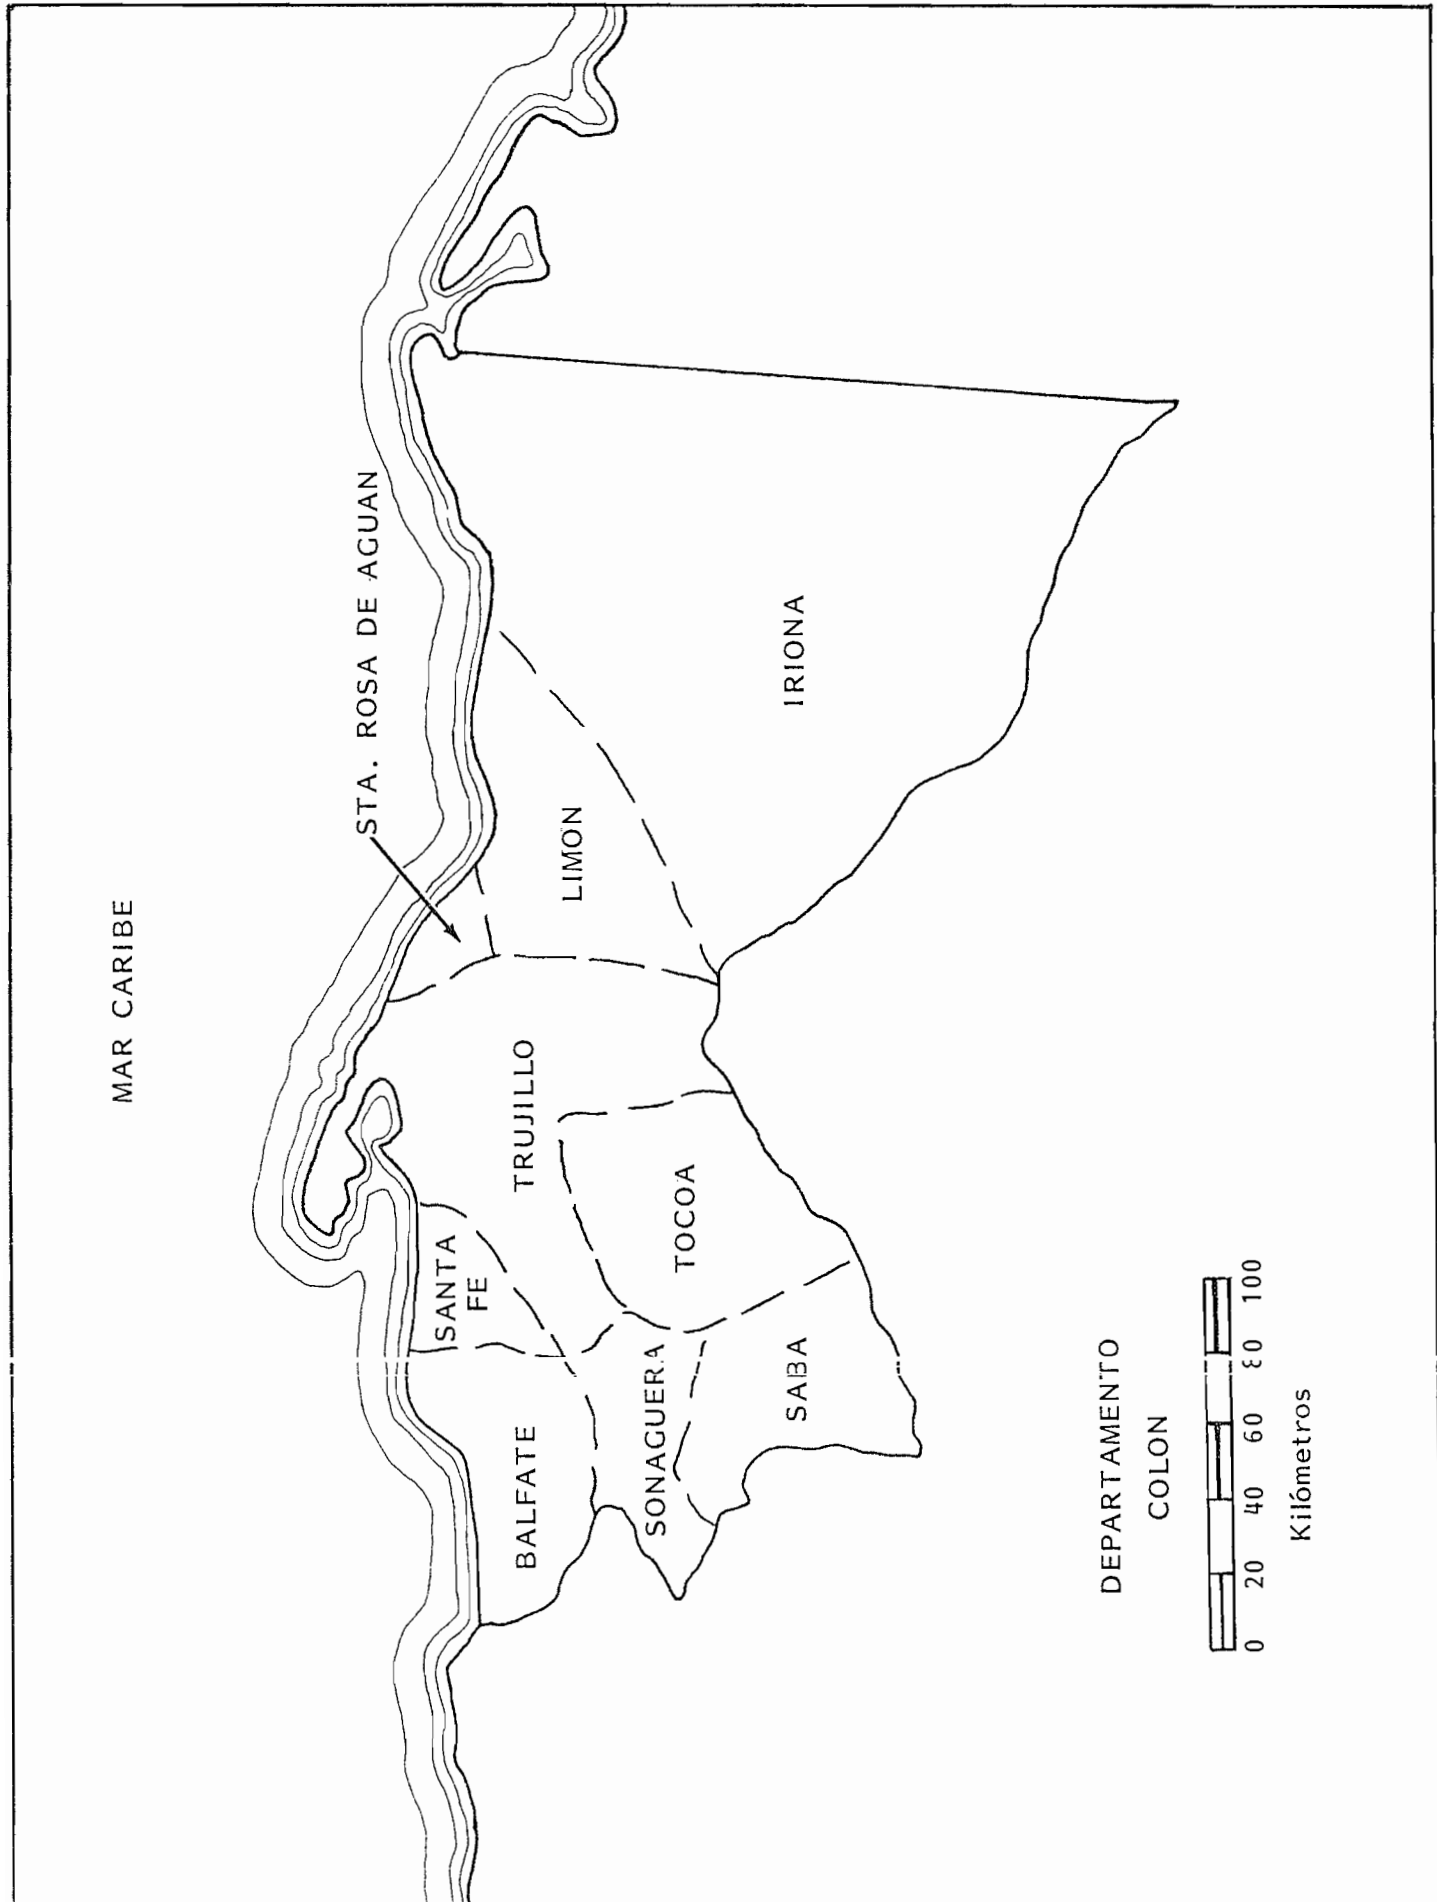 MAR CARIBE
STA. ROSA DE AGUAN
SANTA
FE
BALFATE
TRUJILLO
LIMON
SONAGUERA
TOCOA
SABA
IRIONA
DEPARTAMENTO
COLON
0 20 40 60 80 100
Kilómetros